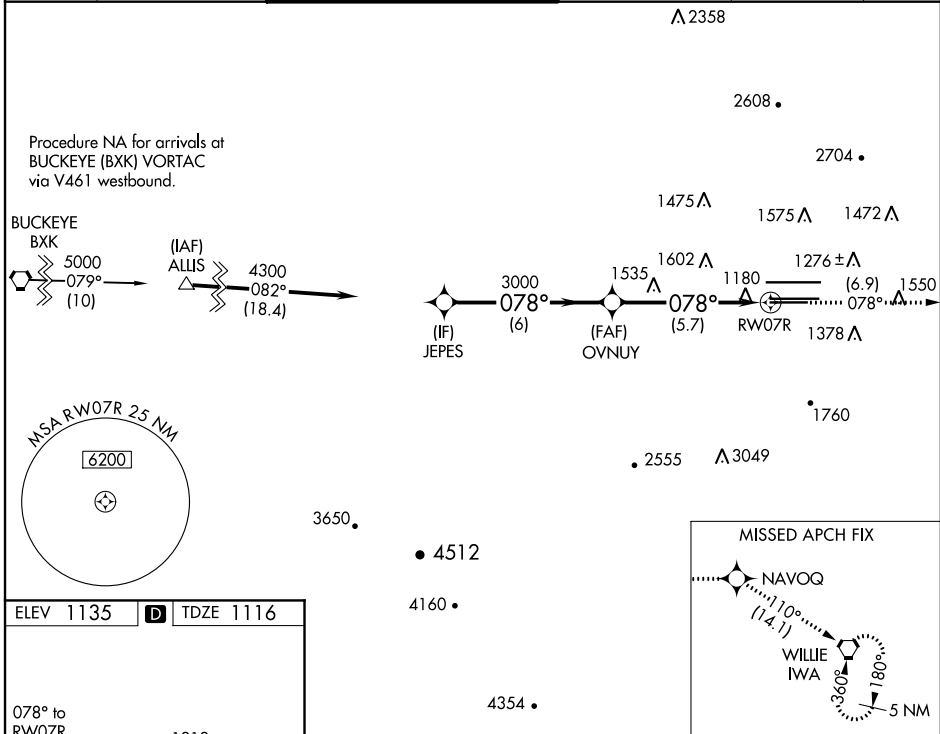 2358
2608
2704
Procedure NA for arrivals at
BUCKEYE (BXK) VORTAC
via V461 westbound.
1475
1575
1472
BUCKEYE
BXK
5000
079°
(10)
(IAF)
ALLIS
4300
082°
(18.4)
1602
1276 ±
1535
1180
(6.9)
078°
1550
3000
078°
(6)
078°
(5.7)
(IF)
JEPES
(FAF)
OVNUY
RW07R
1378
1760
MSA RW07R 25 NM
6200
2555
3049
3650
4512
4160
4354
MISSED APCH FIX
NAVOQ
110°
(14.1)
WILLIE
IWA
360°
180°
5 NM
ELEV 1135
D
TDZE 1116
078° to